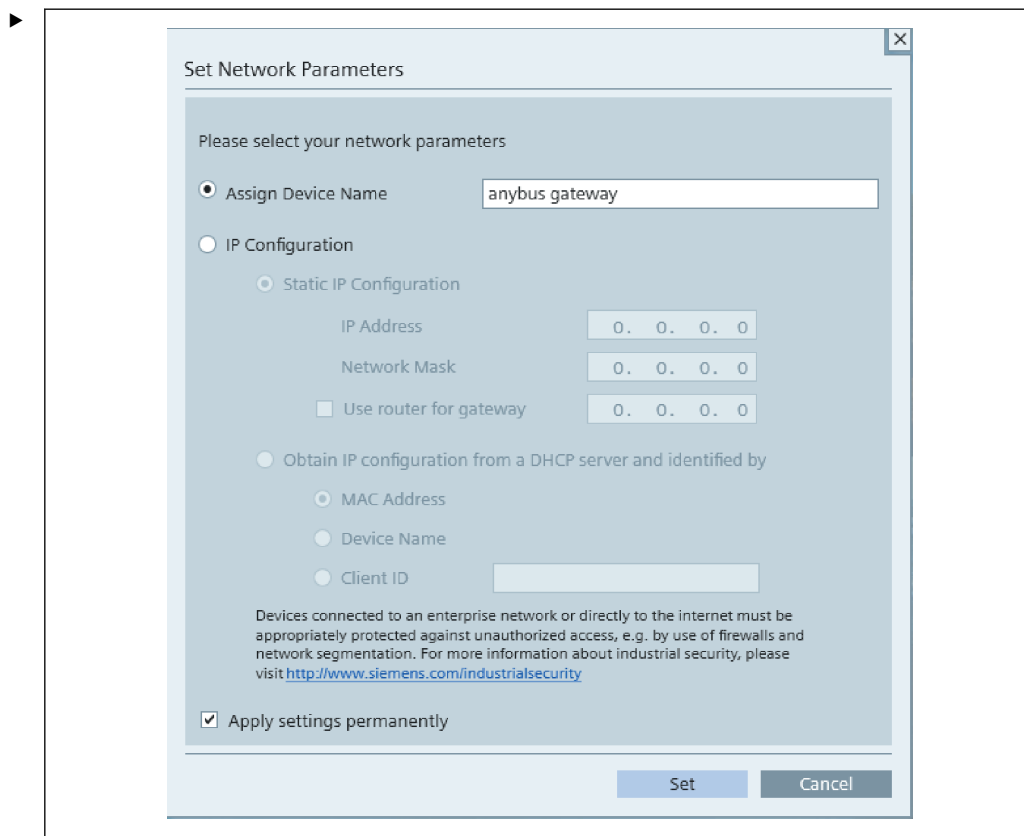 Set Network Parameters
Please select your network parameters
Assign Device Name
anybus gateway
IP Configuration
Static IP Configuration
IP Address
0. 0. 0. 0
Network Mask
0. 0. 0. 0
Use router for gateway
0. 0. 0. 0
Obtain IP configuration from a DHCP server and identified by
MAC Address
Device Name
Client ID
Devices connected to an enterprise network or directly to the internet must be
appropriately protected against unauthorized access, e.g. by use of firewalls and
network segmentation. For more information about industrial security, please
visit http://www.siemens.com/industrialsecurity
Apply settings permanently
Set
Cancel